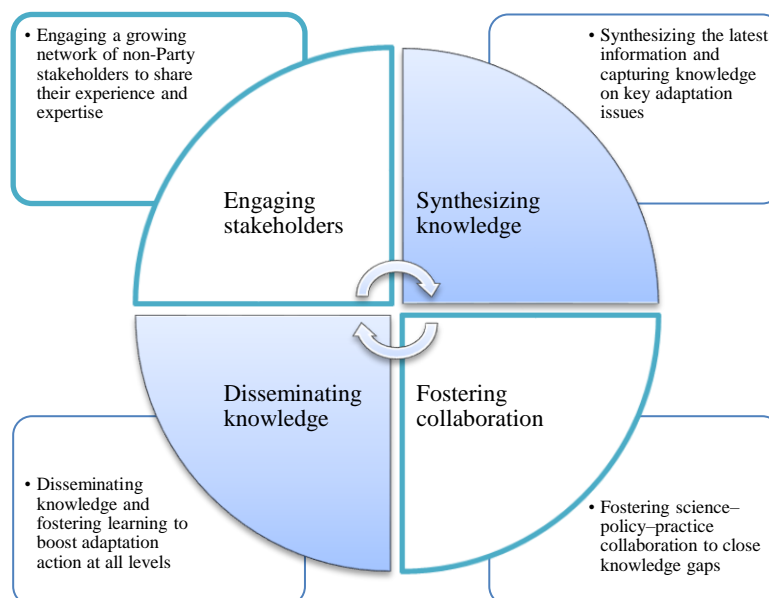 • Engaging a growing
network of non-Party
stakeholders to share
their experience and
expertise
• Synthesizing the latest
information and
capturing knowledge
on key adaptation
issues
Engaging
stakeholders
Synthesizing
knowledge
Disseminating
knowledge
Fostering
collaboration
• Disseminating
knowledge and
fostering learning to
boost adaptation
action at all levels
• Fostering science–
policy–practice
collaboration to close
knowledge gaps